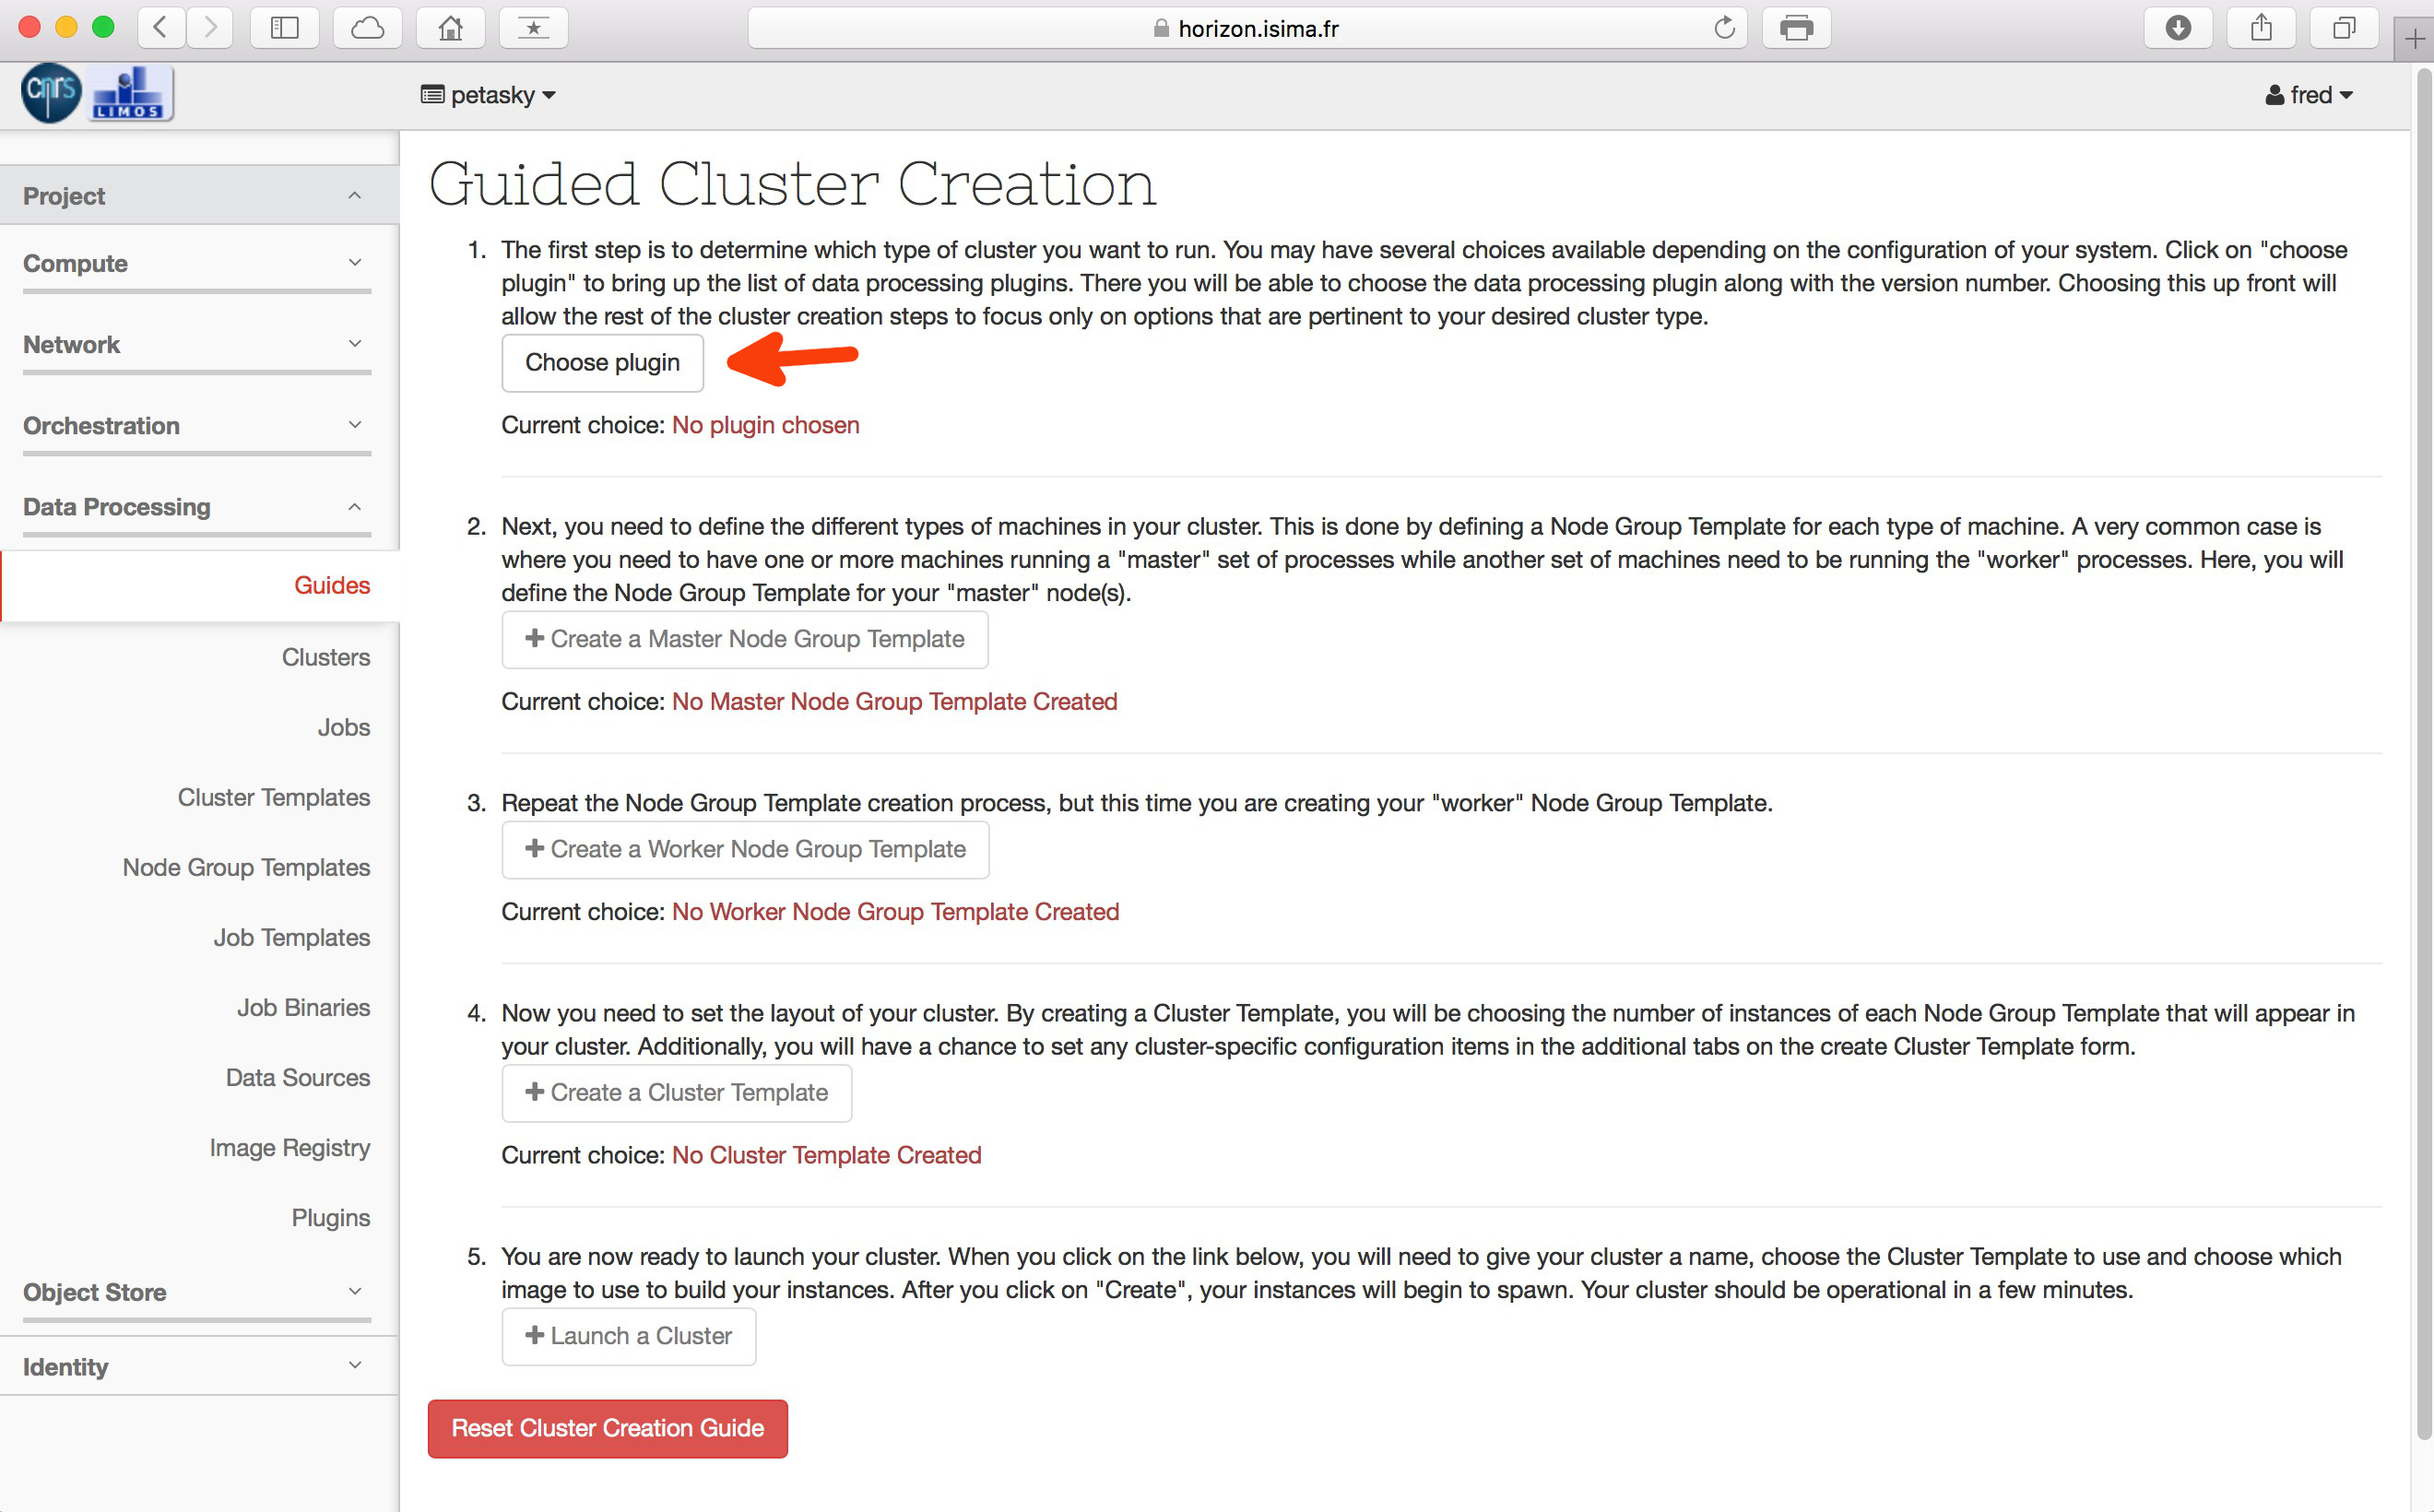 horizon.isima.fr
cnrs
LIMOS
petasky
fred
Project
Compute
Network
Orchestration
Data Processing
Guides
Clusters
Jobs
Cluster Templates
Node Group Templates
Job Templates
Job Binaries
Data Sources
Image Registry
Plugins
Object Store
Identity
Guided Cluster Creation
1. The first step is to determine which type of cluster you want to run. You may have several choices available depending on the configuration of your system. Click on "choose
plugin" to bring up the list of data processing plugins. There you will be able to choose the data processing plugin along with the version number. Choosing this up front will
allow the rest of the cluster creation steps to focus only on options that are pertinent to your desired cluster type.
Choose plugin
Current choice: No plugin chosen
2. Next, you need to define the different types of machines in your cluster. This is done by defining a Node Group Template for each type of machine. A very common case is
where you need to have one or more machines running a "master" set of processes while another set of machines need to be running the "worker" processes. Here, you will
define the Node Group Template for your "master" node(s).
+ Create a Master Node Group Template
Current choice: No Master Node Group Template Created
3. Repeat the Node Group Template creation process, but this time you are creating your "worker" Node Group Template.
+ Create a Worker Node Group Template
Current choice: No Worker Node Group Template Created
4. Now you need to set the layout of your cluster. By creating a Cluster Template, you will be choosing the number of instances of each Node Group Template that will appear in
your cluster. Additionally, you will have a chance to set any cluster-specific configuration items in the additional tabs on the create Cluster Template form.
+ Create a Cluster Template
Current choice: No Cluster Template Created
5. You are now ready to launch your cluster. When you click on the link below, you will need to give your cluster a name, choose the Cluster Template to use and choose which
image to use to build your instances. After you click on "Create", your instances will begin to spawn. Your cluster should be operational in a few minutes.
+ Launch a Cluster
Reset Cluster Creation Guide